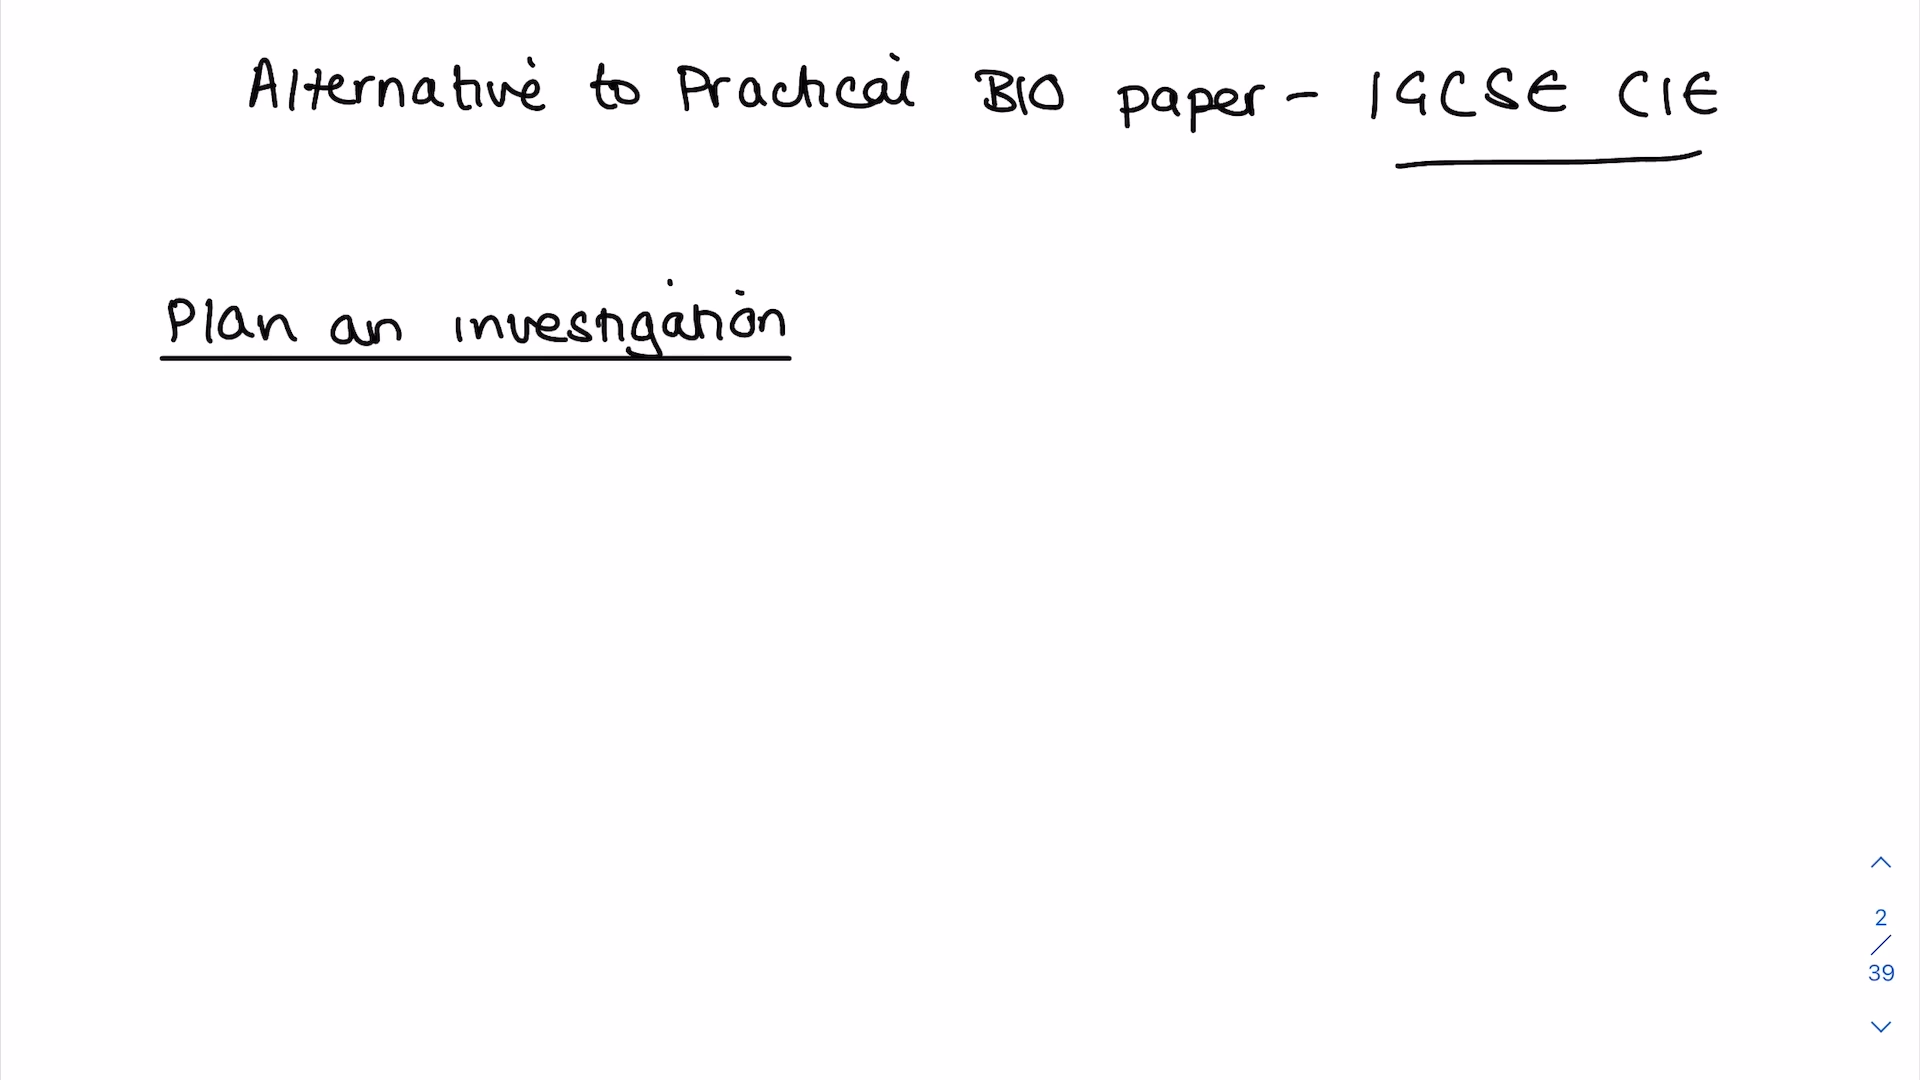 Alternative to Practical BIO paper - IGCSE CIE
Plan an investigation
2
/
39